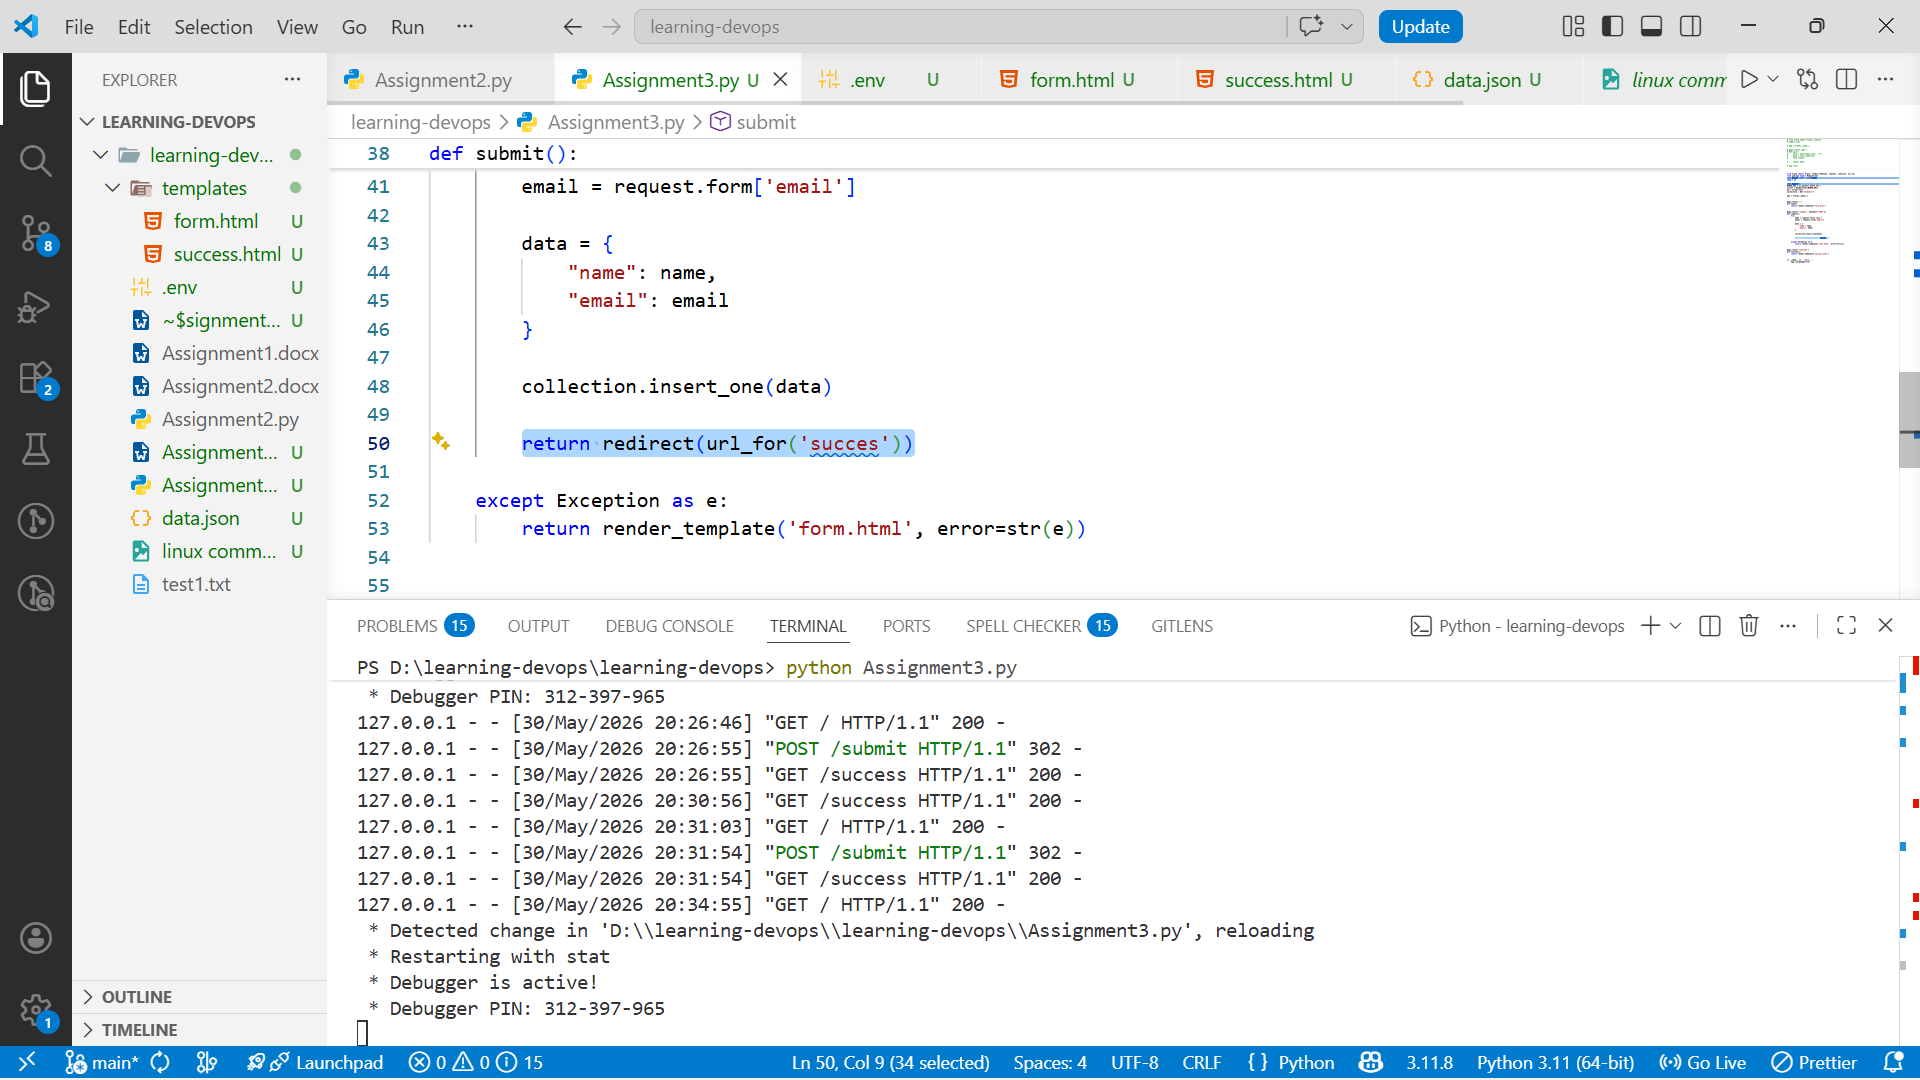 File Edit Selection View Go Run ··· learning-devops Update
EXPLORER ···
LEARNING-DEVOPS
learning-dev...
templates
form.html U
success.html U
.env U
~$signment... U
Assignment1.docx
Assignment2.docx
Assignment2.py
Assignment... U
Assignment... U
data.json U
linux comm... U
test1.txt
OUTLINE
TIMELINE
8
2
1
Assignment2.py Assignment3.py U .env U form.html U success.html U data.json U linux comm
learning-devops > Assignment3.py > submit
38 def submit():
41 email = request.form['email']
42
43 data = {
44 "name": name,
45 "email": email
46 }
47
48 collection.insert_one(data)
49
50 return redirect(url_for('succes'))
51
52 except Exception as e:
53 return render_template('form.html', error=str(e))
54
55
PROBLEMS 15 OUTPUT DEBUG CONSOLE TERMINAL PORTS SPELL CHECKER 15 GITLENS Python - learning-devops
PS D:\learning-devops\learning-devops> python Assignment3.py
* Debugger PIN: 312-397-965
127.0.0.1 - - [30/May/2026 20:26:46] "GET / HTTP/1.1" 200 -
127.0.0.1 - - [30/May/2026 20:26:55] "POST /submit HTTP/1.1" 302 -
127.0.0.1 - - [30/May/2026 20:26:55] "GET /success HTTP/1.1" 200 -
127.0.0.1 - - [30/May/2026 20:30:56] "GET /success HTTP/1.1" 200 -
127.0.0.1 - - [30/May/2026 20:31:03] "GET / HTTP/1.1" 200 -
127.0.0.1 - - [30/May/2026 20:31:54] "POST /submit HTTP/1.1" 302 -
127.0.0.1 - - [30/May/2026 20:31:54] "GET /success HTTP/1.1" 200 -
127.0.0.1 - - [30/May/2026 20:34:55] "GET / HTTP/1.1" 200 -
* Detected change in 'D:\\learning-devops\\learning-devops\\Assignment3.py', reloading
* Restarting with stat
* Debugger is active!
* Debugger PIN: 312-397-965
main* Launchpad 0 0 15 Ln 50, Col 9 (34 selected) Spaces: 4 UTF-8 CRLF { } Python 3.11.8 Python 3.11 (64-bit) Go Live Prettier